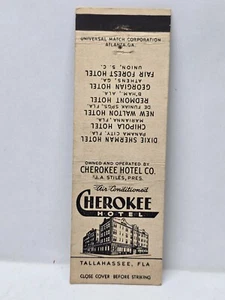 UNIVERSAL MATCH CORPORATION
ATLANTA, GA.
DIXIE SHERMAN HOTEL
PANAMA CITY, FLA.
CHIPOLA HOTEL
MARIANNA, FLA.
NEW WALTON HOTEL
DE FUNIAK SPGS. FLA.
REDMONT HOTEL
B'HAM, ALA.
GEORGIAN HOTEL
ATHENS, GA.
FAIR FOREST HOTEL
UNION, S. C.
OWNED AND OPERATED BY
CHEROKEE HOTEL CO.
J.A. STILES, PRES.
Air Conditioned
CHEROKEE
HOTEL
TALLAHASSEE, FLA
CLOSE COVER BEFORE STRIKING